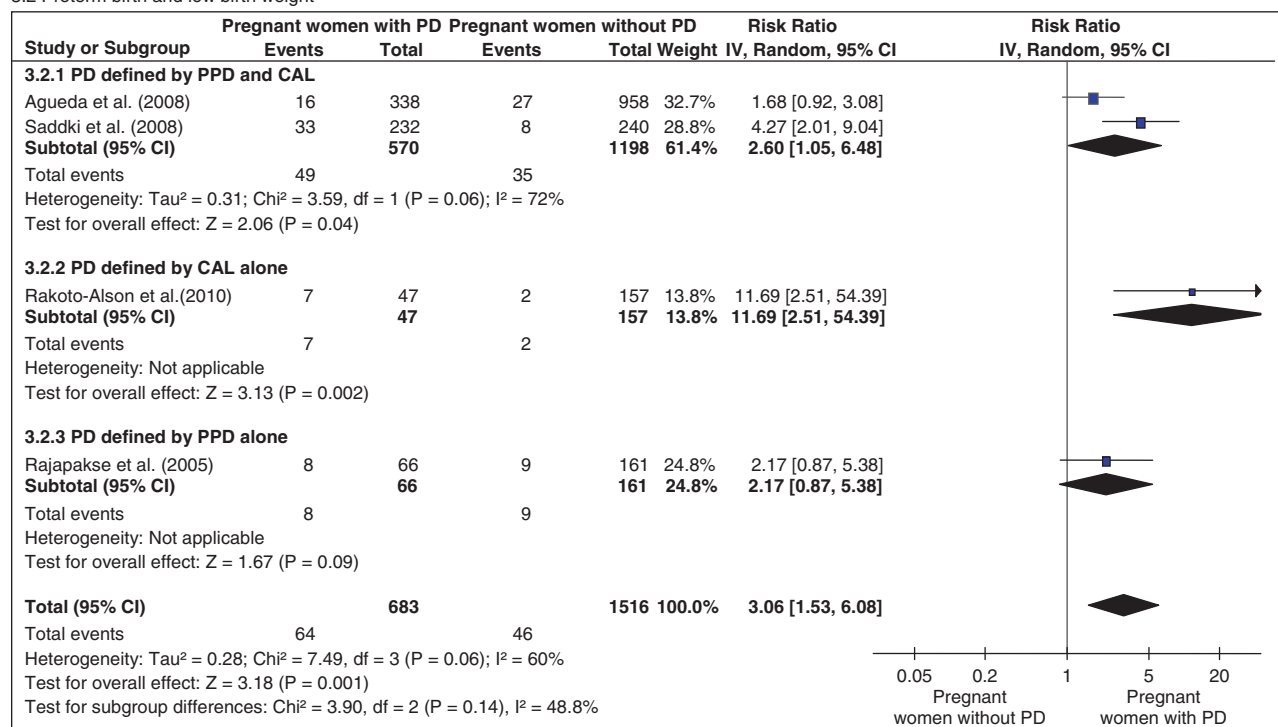 3.2 Preterm birth and low birth weight
Pregnant women with PD Pregnant women without PD Risk Ratio Risk Ratio
Study or Subgroup Events Total Events Total Weight IV, Random, 95% CI IV, Random, 95% CI
3.2.1 PD defined by PPD and CAL
Agueda et al. (2008) 16 338 27 958 32.7% 1.68 [0.92, 3.08]
Saddki et al. (2008) 33 232 8 240 28.8% 4.27 [2.01, 9.04]
Subtotal (95% CI) 570 1198 61.4% 2.60 [1.05, 6.48]
Total events 49 35
Heterogeneity: Tau² = 0.31; Chi² = 3.59, df = 1 (P = 0.06); I² = 72%
Test for overall effect: Z = 2.06 (P = 0.04)
3.2.2 PD defined by CAL alone
Rakoto-Alson et al.(2010) 7 47 2 157 13.8% 11.69 [2.51, 54.39]
Subtotal (95% CI) 47 157 13.8% 11.69 [2.51, 54.39]
Total events 7 2
Heterogeneity: Not applicable
Test for overall effect: Z = 3.13 (P = 0.002)
3.2.3 PD defined by PPD alone
Rajapakse et al. (2005) 8 66 9 161 24.8% 2.17 [0.87, 5.38]
Subtotal (95% CI) 66 161 24.8% 2.17 [0.87, 5.38]
Total events 8 9
Heterogeneity: Not applicable
Test for overall effect: Z = 1.67 (P = 0.09)
Total (95% CI) 683 1516 100.0% 3.06 [1.53, 6.08]
Total events 64 46
Heterogeneity: Tau² = 0.28; Chi² = 7.49, df = 3 (P = 0.06); I² = 60%
Test for overall effect: Z = 3.18 (P = 0.001)
Test for subgroup differences: Chi² = 3.90, df = 2 (P = 0.14), I² = 48.8%
0.05 0.2 1 5 20
Pregnant Pregnant
women without PD women with PD